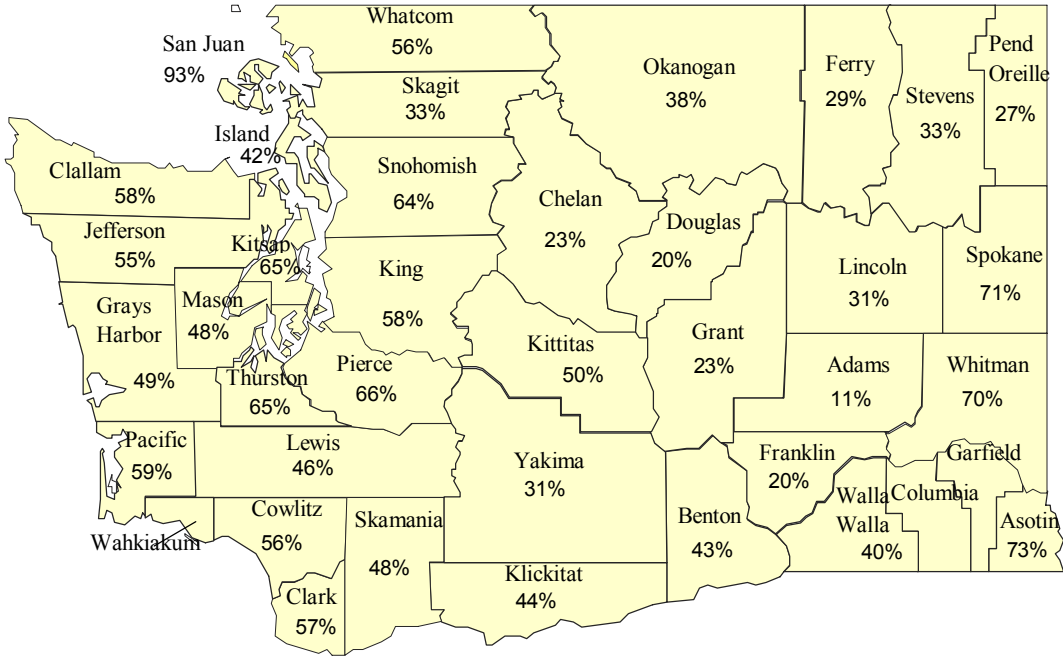 Whatcom
56%
San Juan
93%
Skagit
33%
Okanogan
38%
Ferry
29%
Stevens
33%
Pend
Oreille
27%
Island
42%
Clallam
58%
Snohomish
64%
Chelan
23%
Douglas
20%
Jefferson
55%
Kitsap
65%
King
58%
Lincoln
31%
Spokane
71%
Grays
Harbor
49%
Mason
48%
Thurston
65%
Pierce
66%
Kittitas
50%
Grant
23%
Adams
11%
Whitman
70%
Pacific
59%
Lewis
46%
Yakima
31%
Franklin
20%
Garfield
Walla
Walla
40%
Columbia
Asotin
73%
Wahkiakum
Cowlitz
56%
Skamania
48%
Benton
43%
Klickitat
44%
Clark
57%